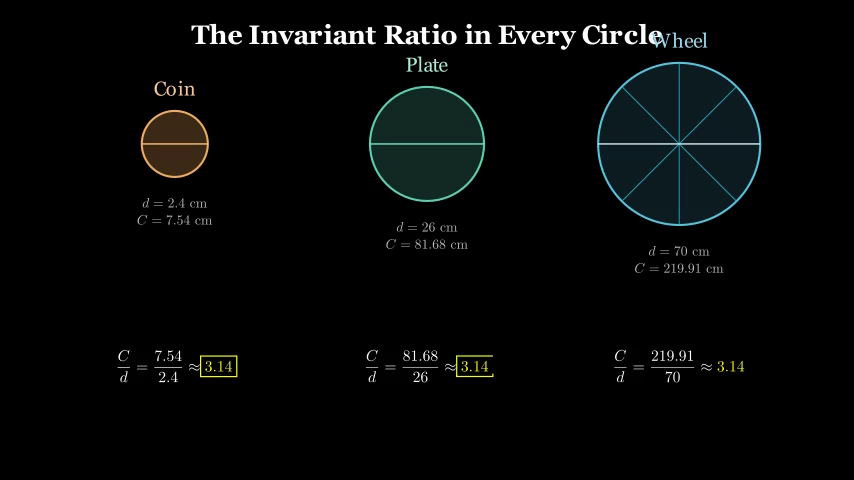 The Invariant Ratio in Every Circle
Coin
d = 2.4 cm
C = 7.54 cm
Plate
d = 26 cm
C = 81.68 cm
Wheel
d = 70 cm
C = 219.91 cm
C/d = 7.54/2.4 ≈ 3.14
C/d = 81.68/26 ≈ 3.14
C/d = 219.91/70 ≈ 3.14